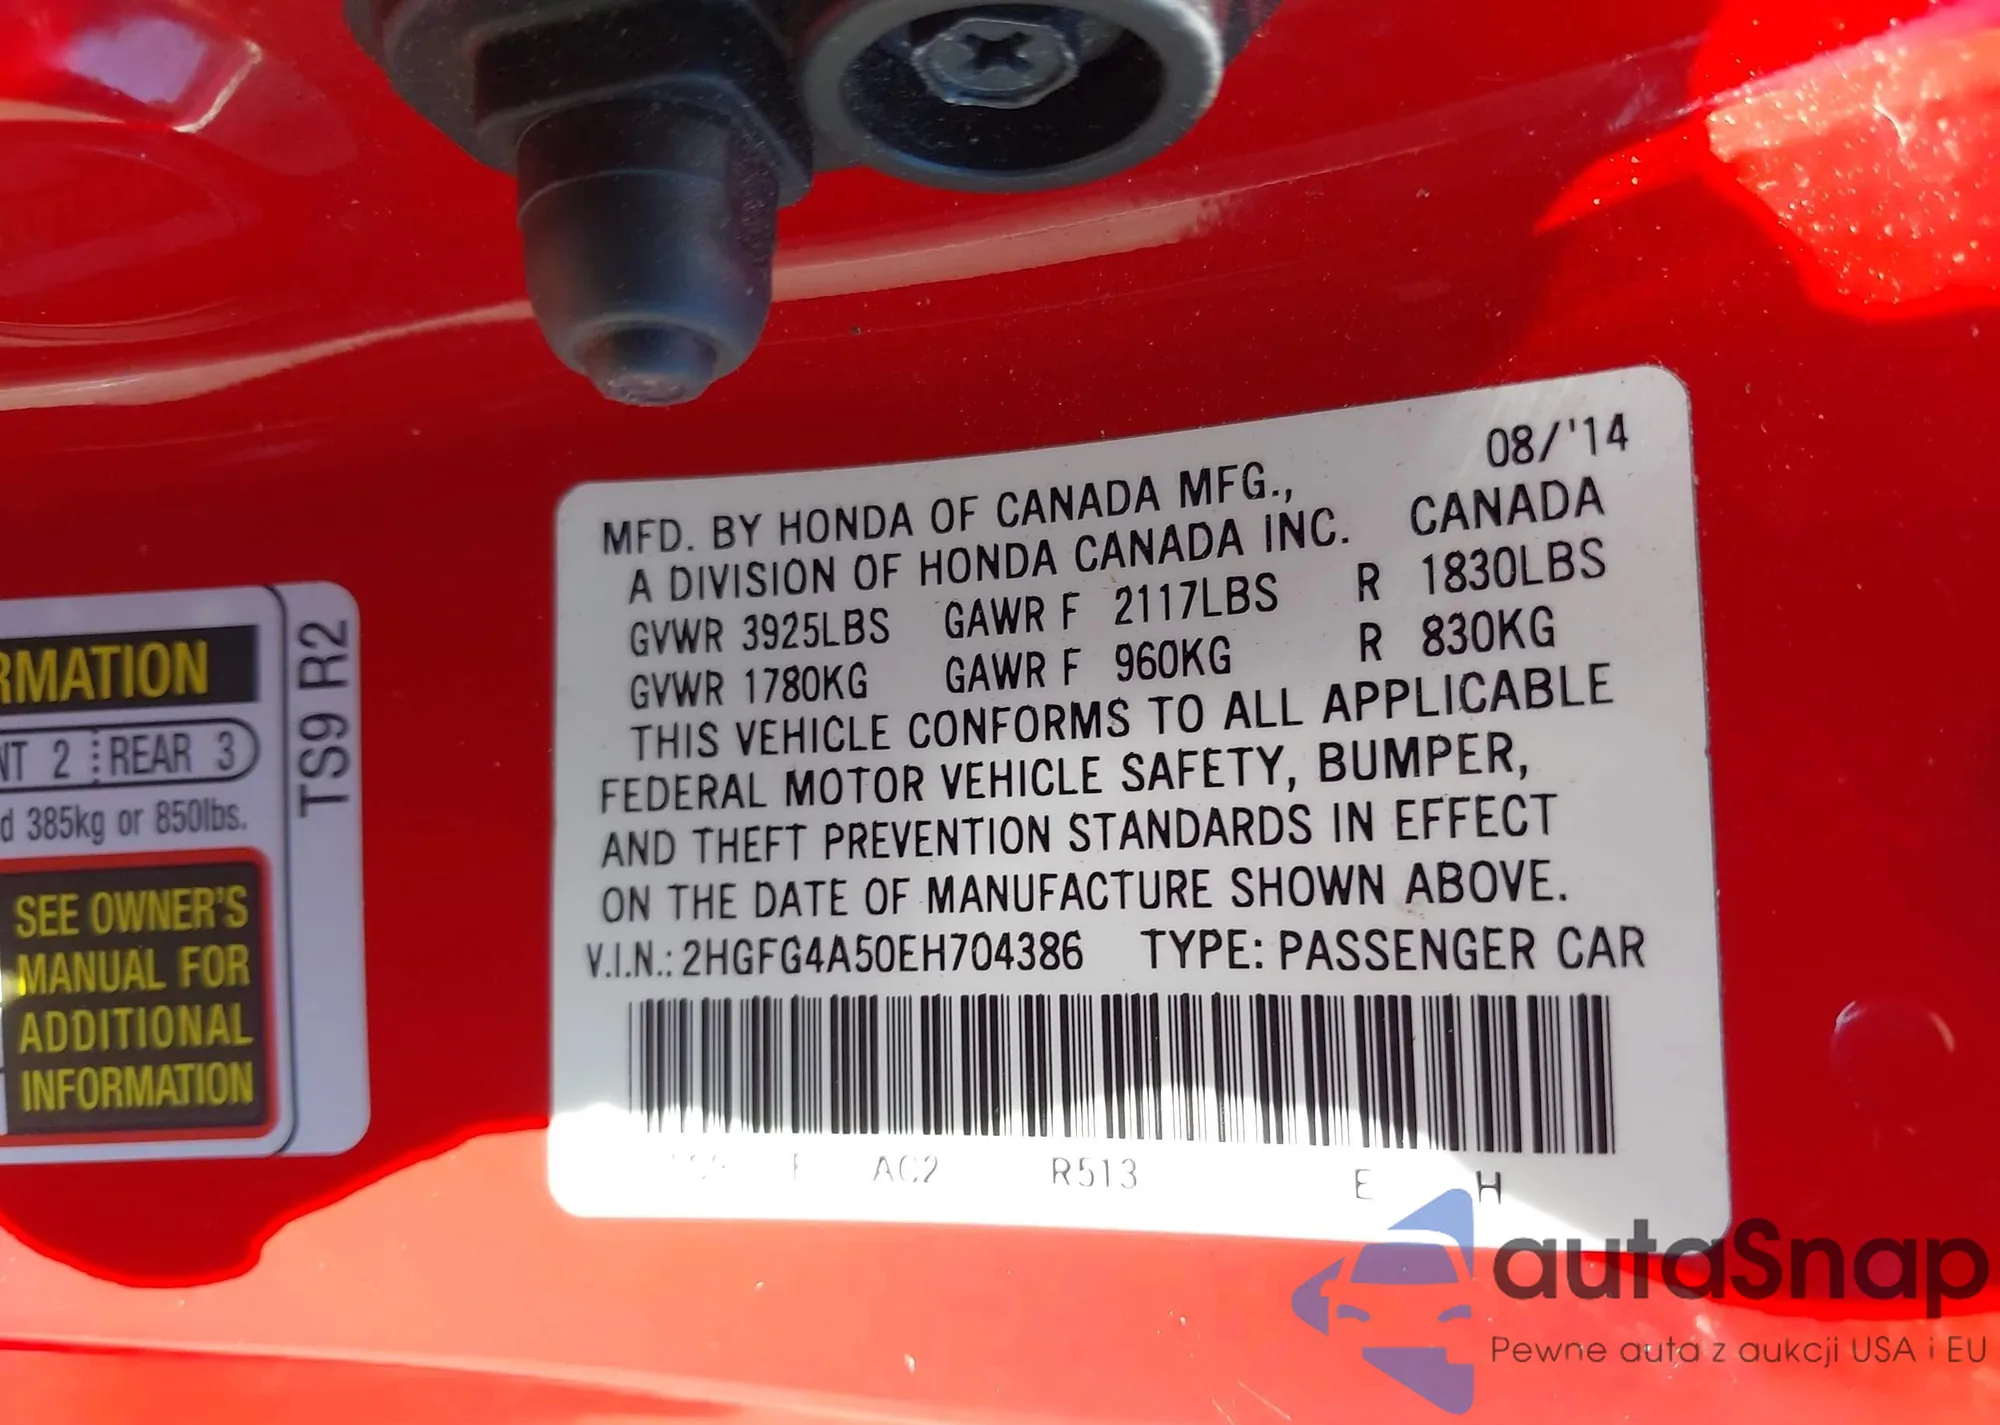 08/'14
MFD. BY HONDA OF CANADA MFG.,
A DIVISION OF HONDA CANADA INC. CANADA
GVWR 3925LBS GAWR F 2117LBS R 1830LBS
GVWR 1780KG GAWR F 960KG R 830KG
THIS VEHICLE CONFORMS TO ALL APPLICABLE
FEDERAL MOTOR VEHICLE SAFETY, BUMPER,
AND THEFT PREVENTION STANDARDS IN EFFECT
ON THE DATE OF MANUFACTURE SHOWN ABOVE.
V.I.N.: 2HGFG4A50EH704386 TYPE: PASSENGER CAR
AC2 R513 E H
RMATION
NT 2 REAR 3
d 385kg or 850lbs.
SEE OWNER'S
MANUAL FOR
ADDITIONAL
INFORMATION
TS9 R2
autaSnap
Pewne auta z aukcji USA i EU